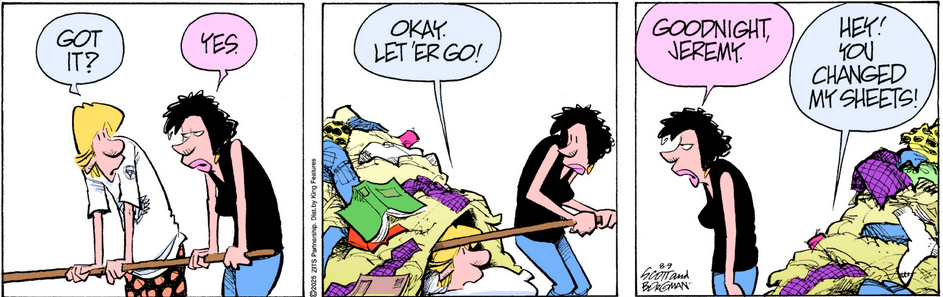 GOT
IT?
YES.
©2025 ZITS Partnership. Dist. by King Features
OKAY.
LET 'ER GO!
GOODNIGHT,
JEREMY.
HEY!
YOU
CHANGED
MY SHEETS!
8-9
SCOTT and
BORGMAN.